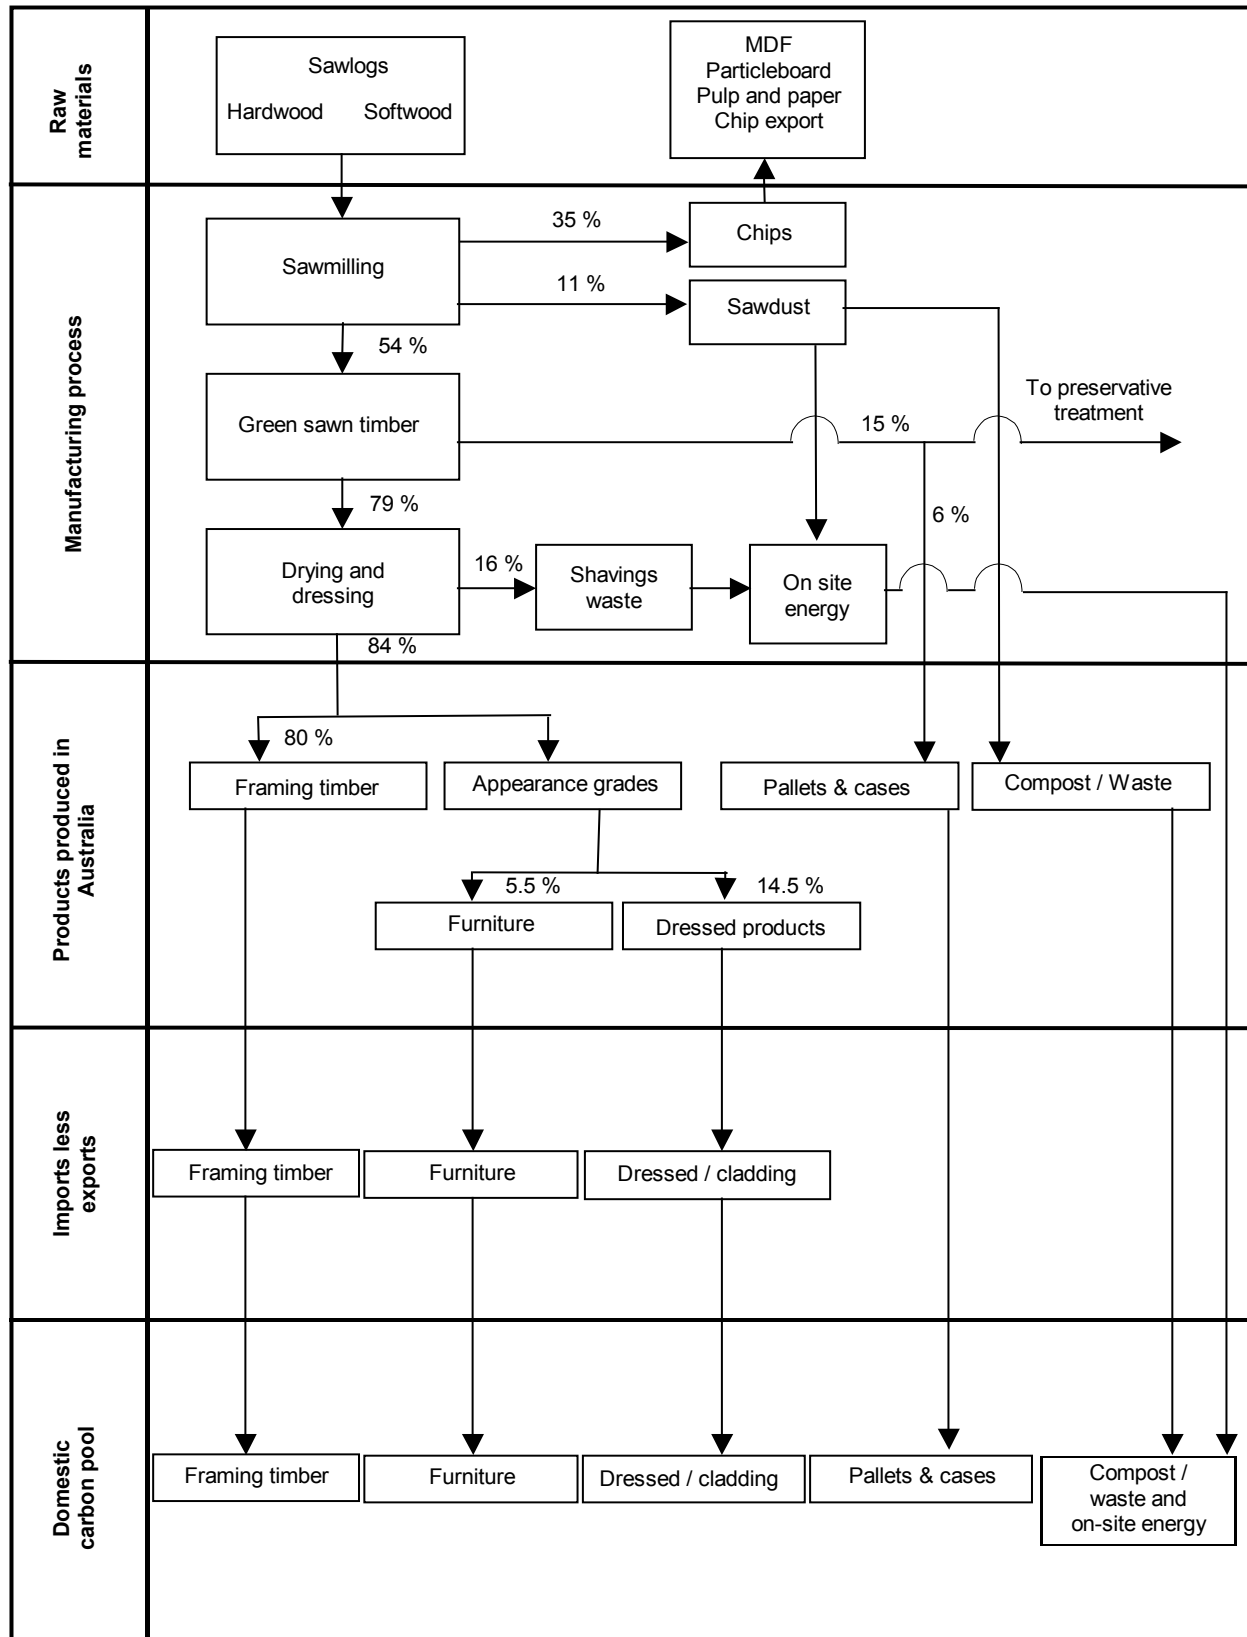 Raw
materials
Sawlogs
Hardwood Softwood
MDF
Particleboard
Pulp and paper
Chip export
Manufacturing process
Sawmilling
35 %
Chips
11 %
Sawdust
54 %
Green sawn timber
15 %
To preservative
treatment
79 %
6 %
Drying and
dressing
16 %
Shavings
waste
On site
energy
84 %
Products produced in
Australia
80 %
Framing timber
Appearance grades
Pallets & cases
Compost / Waste
5.5 %
14.5 %
Furniture
Dressed products
Imports less
exports
Framing timber
Furniture
Dressed / cladding
Domestic
carbon pool
Framing timber
Furniture
Dressed / cladding
Pallets & cases
Compost /
waste and
on-site energy